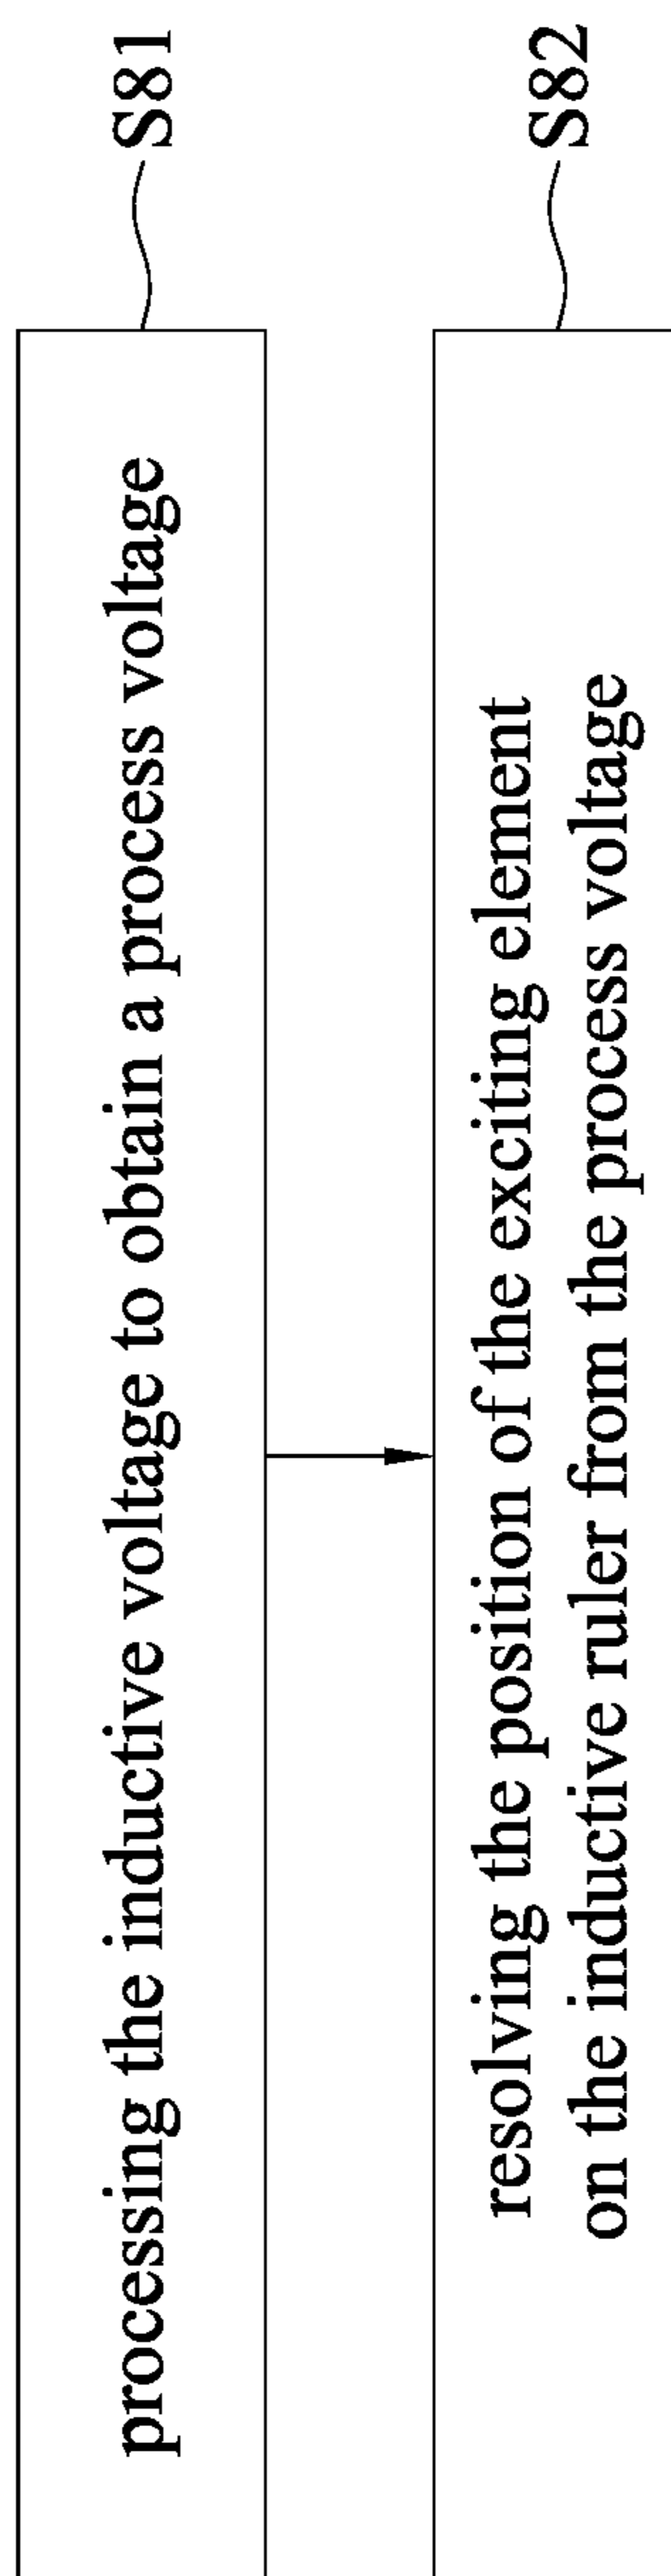 processing the inductive voltage to obtain a process voltage
S81
resolving the position of the exciting element
on the inductive ruler from the process voltage
S82